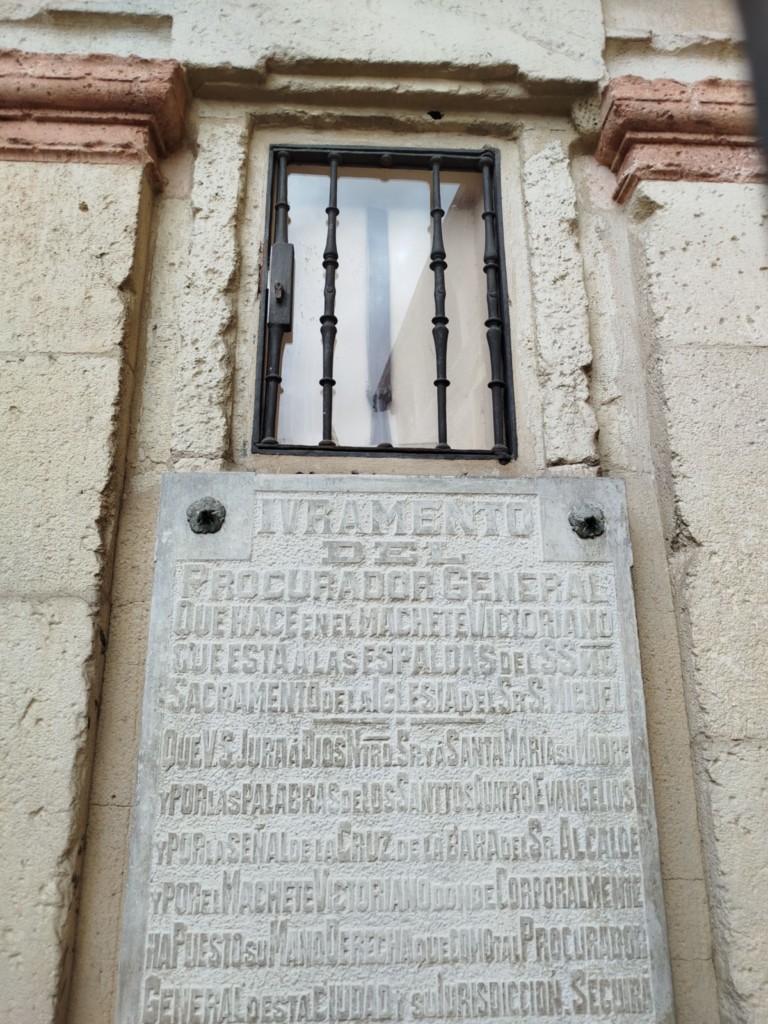 IVRAMENTO
DEL
PROCURADOR GENERAL
QUE HACE EN EL MACHETE VICTORIANO
QUE ESTÁ A LAS ESPALDAS DEL SSMO
SACRAMENTO DE LA IGLESIA DEL SR. S. MIGUEL
QUE V.S. JURA Á DIOS NTRO. SR. Y Á SANTA MARIA SU MADRE
Y POR LAS PALABRAS DE LOS SANTTOS CUATRO EVANGELIOS
Y POR LA SEÑAL DE LA CRUZ DE LA BARA DEL SR. ALCALDE
Y POR EL MACHETE VICTORIANO DONDE CORPORALMENTE
HA PUESTO SU MANO DERECHA QUE COMO TAL PROCURADOR
GENERAL D ESTA CIUDAD Y SU JURISDICCION, SEGUIRA